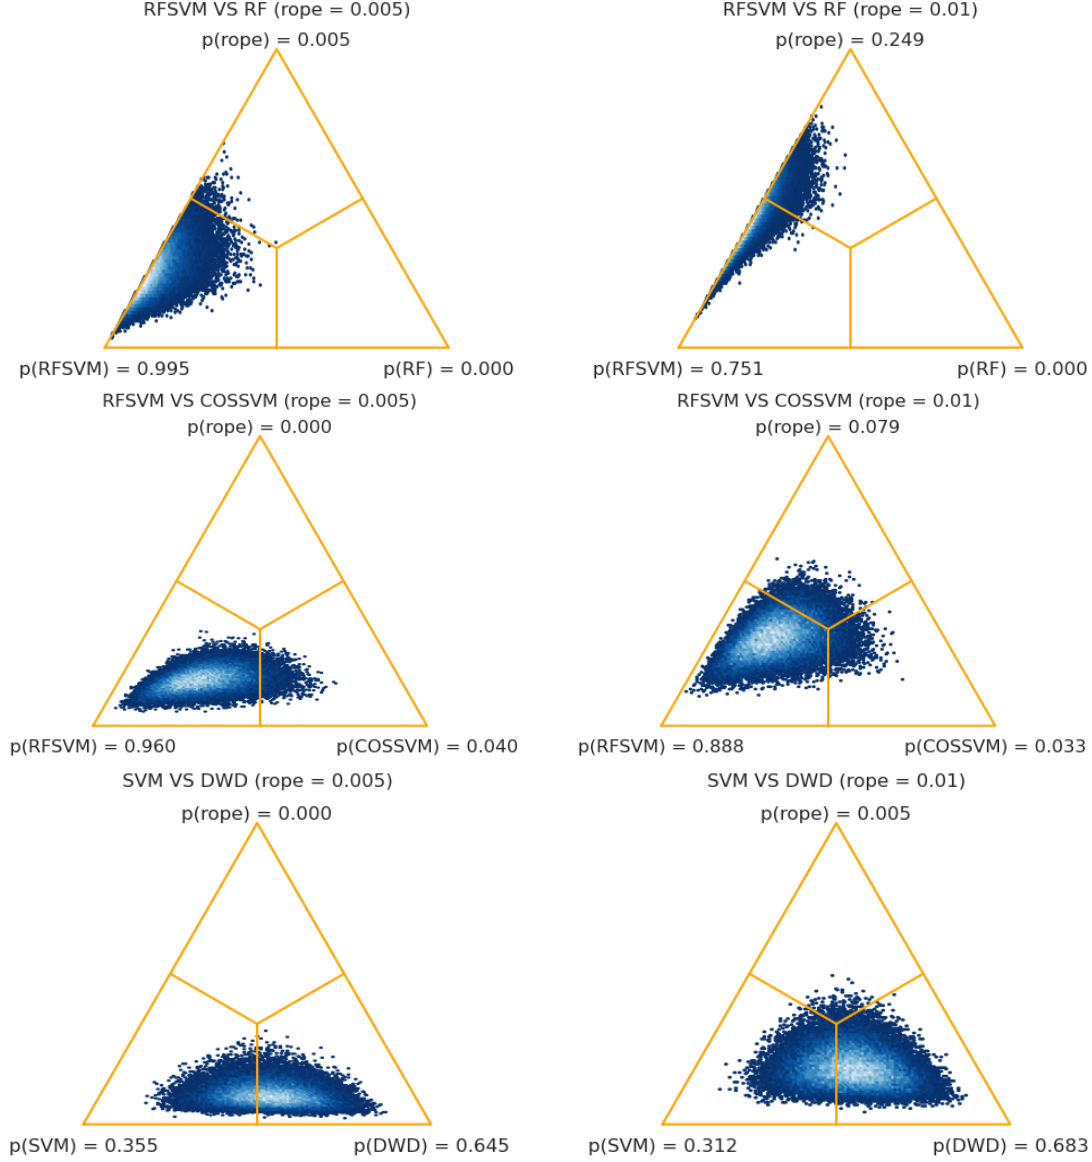 RFSVM VS RF (rope = 0.005)
p(rope) = 0.005
p(RFSVM) = 0.995
p(RF) = 0.000
RFSVM VS RF (rope = 0.01)
p(rope) = 0.249
p(RFSVM) = 0.751
p(RF) = 0.000
RFSVM VS COSSVM (rope = 0.005)
p(rope) = 0.000
p(RFSVM) = 0.960
p(COSSVM) = 0.040
RFSVM VS COSSVM (rope = 0.01)
p(rope) = 0.079
p(RFSVM) = 0.888
p(COSSVM) = 0.033
SVM VS DWD (rope = 0.005)
p(rope) = 0.000
p(SVM) = 0.355
p(DWD) = 0.645
SVM VS DWD (rope = 0.01)
p(rope) = 0.005
p(SVM) = 0.312
p(DWD) = 0.683